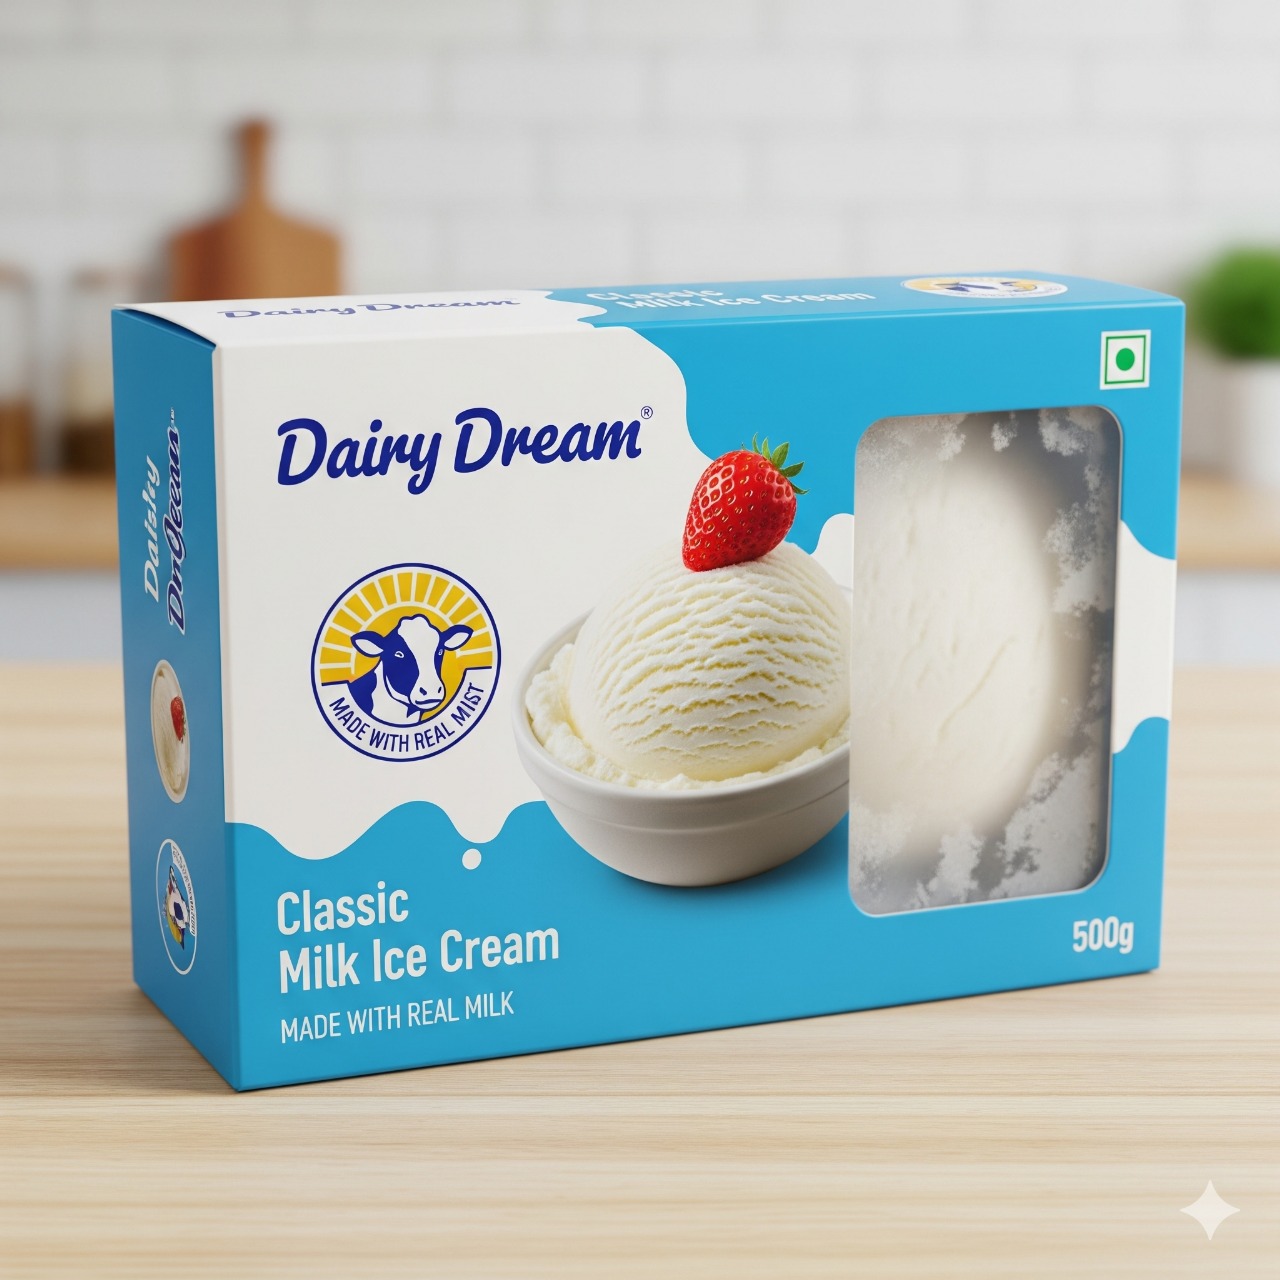 Dairy Dream
Classic
Milk Ice Cream
Dairy Dream®
MADE WITH REAL MIST
Classic
Milk Ice Cream
MADE WITH REAL MILK
500g
Daisky